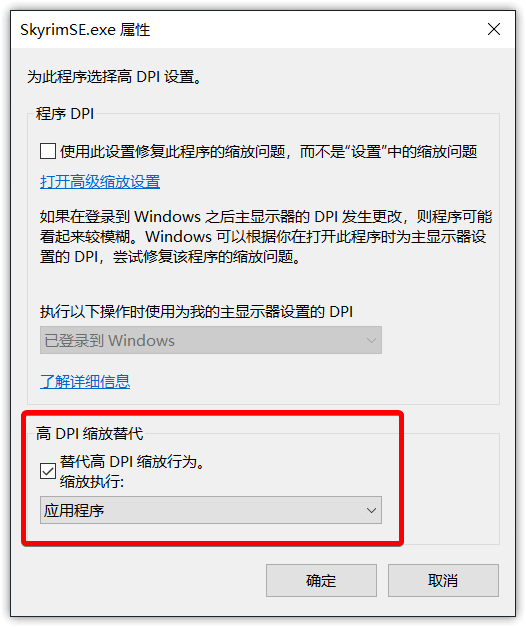 SkyrimSE.exe 属性
为此程序选择高 DPI 设置。
程序 DPI
使用此设置修复此程序的缩放问题，而不是“设置”中的缩放问题
打开高级缩放设置
如果在登录到 Windows 之后主显示器的 DPI 发生更改，则程序可能
看起来较模糊。Windows 可以根据你在打开此程序时为主显示器设
置的 DPI，尝试修复该程序的缩放问题。
执行以下操作时使用为我的主显示器设置的 DPI
已登录到 Windows
了解详细信息
高 DPI 缩放替代
替代高 DPI 缩放行为。
缩放执行:
应用程序
确定
取消